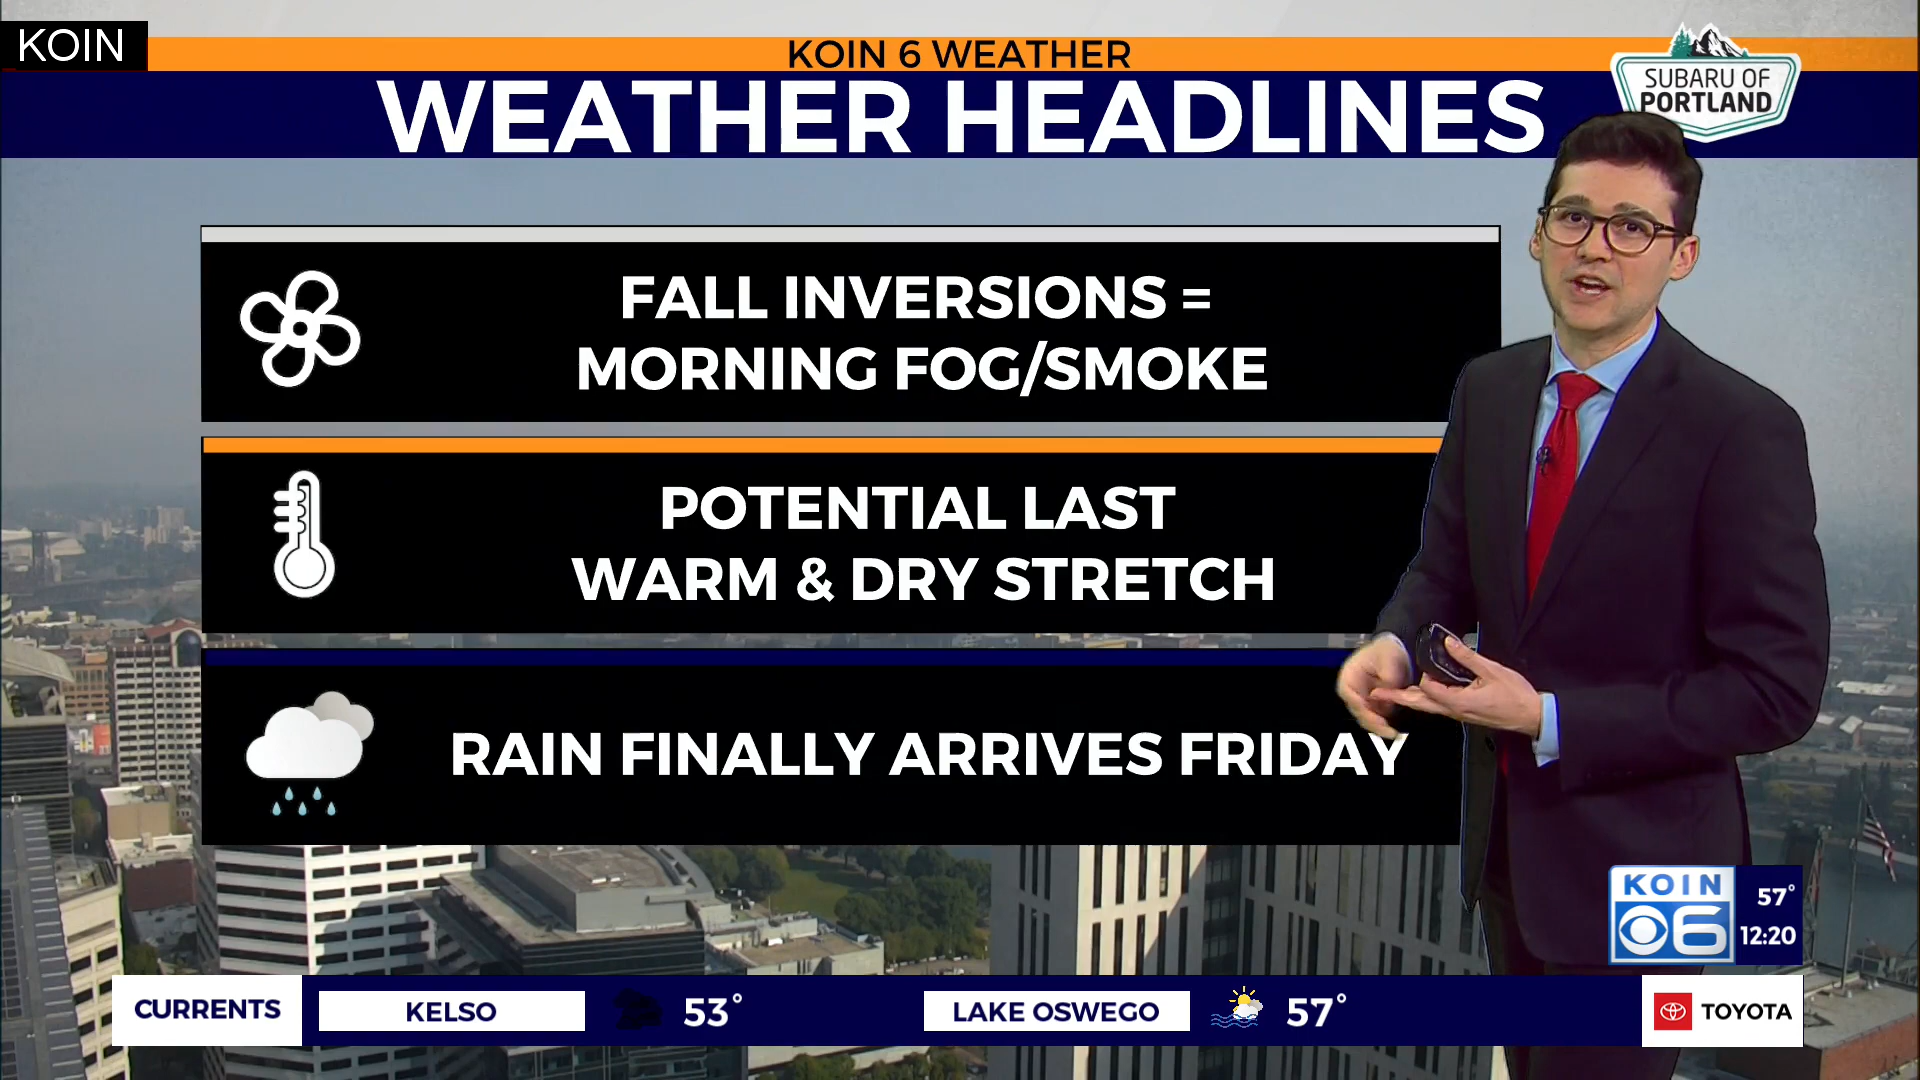 KOIN
KOIN 6 WEATHER
WEATHER HEADLINES
SUBARU OF
PORTLAND
FALL INVERSIONS =
MORNING FOG/SMOKE
POTENTIAL LAST
WARM & DRY STRETCH
RAIN FINALLY ARRIVES FRIDAY
KOIN
6
57°
12:20
CURRENTS
KELSO
53°
LAKE OSWEGO
57°
TOYOTA